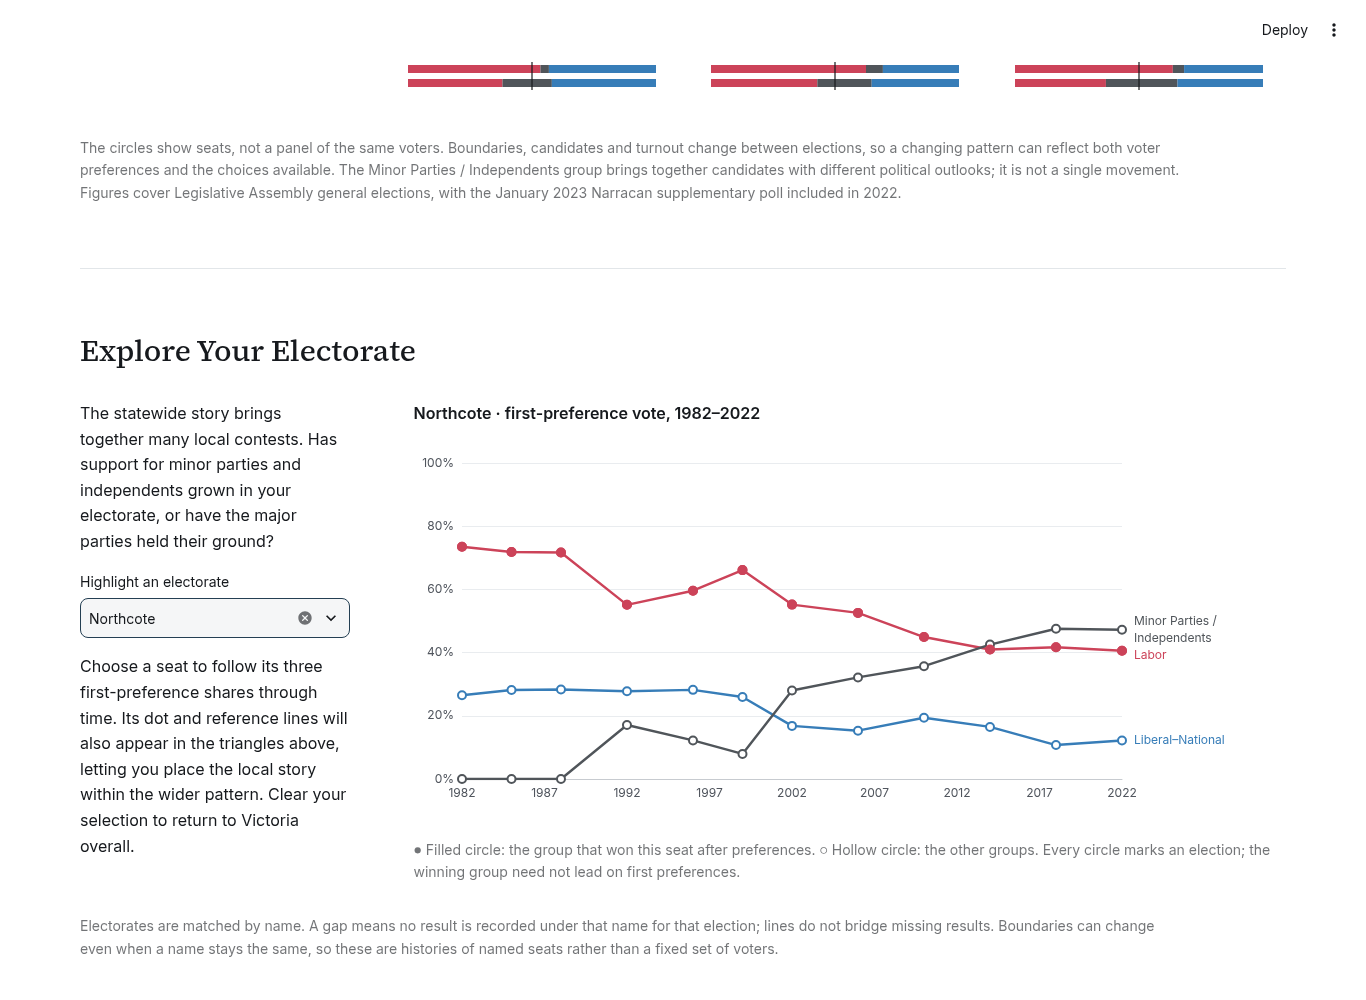 Deploy
The circles show seats, not a panel of the same voters. Boundaries, candidates and turnout change between elections, so a changing pattern can reflect both voter
preferences and the choices available. The Minor Parties / Independents group brings together candidates with different political outlooks; it is not a single movement.
Figures cover Legislative Assembly general elections, with the January 2023 Narracan supplementary poll included in 2022.
Explore Your Electorate
The statewide story brings
together many local contests. Has
support for minor parties and
independents grown in your
electorate, or have the major
parties held their ground?
Highlight an electorate
Northcote
Choose a seat to follow its three
first-preference shares through
time. Its dot and reference lines will
also appear in the triangles above,
letting you place the local story
within the wider pattern. Clear your
selection to return to Victoria
overall.
Northcote · first-preference vote, 1982–2022
100%
80%
60%
40%
20%
0%
1982 1987 1992 1997 2002 2007 2012 2017 2022
Minor Parties /
Independents
Labor
Liberal–National
● Filled circle: the group that won this seat after preferences. ○ Hollow circle: the other groups. Every circle marks an election; the
winning group need not lead on first preferences.
Electorates are matched by name. A gap means no result is recorded under that name for that election; lines do not bridge missing results. Boundaries can change
even when a name stays the same, so these are histories of named seats rather than a fixed set of voters.